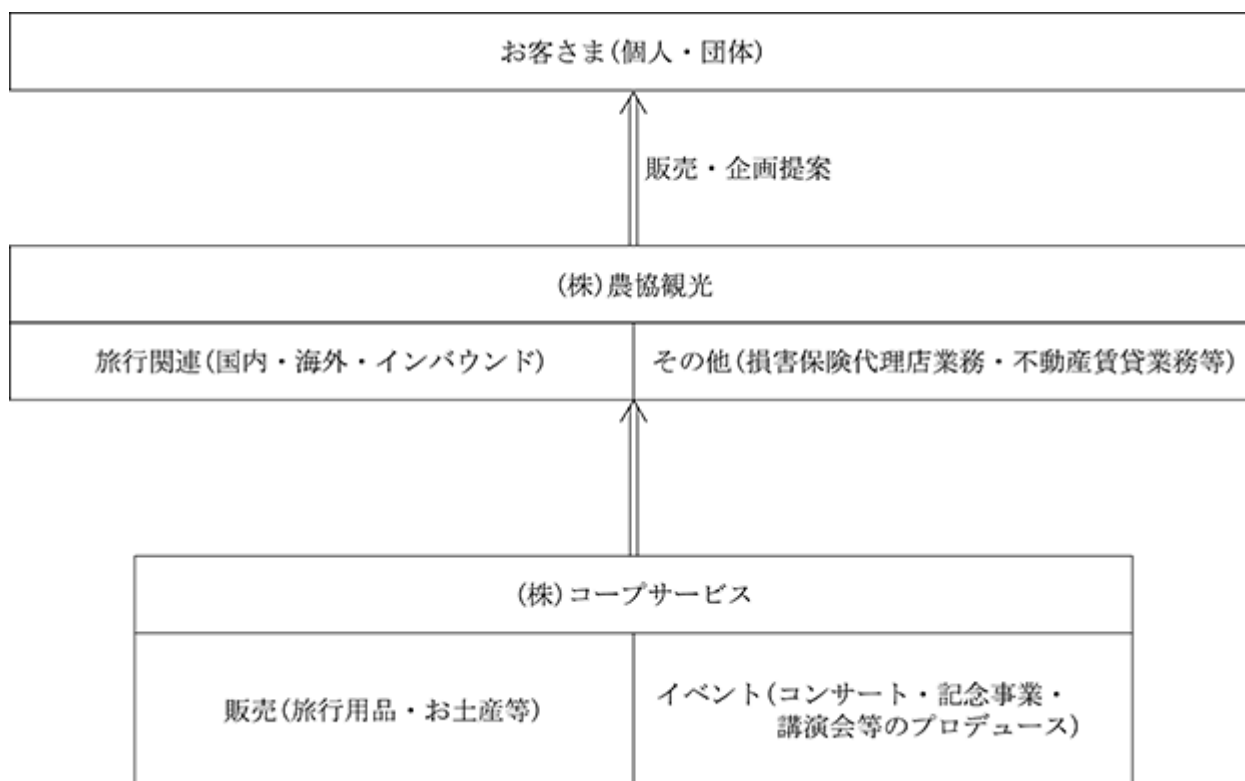 お客さま(個人・団体)
販売・企画提案
(株)農協観光
旅行関連(国内・海外・インバウンド)
その他(損害保険代理店業務・不動産賃貸業務等)
(株)コープサービス
販売(旅行用品・お土産等)
イベント(コンサート・記念事業・
講演会等のプロデュース)